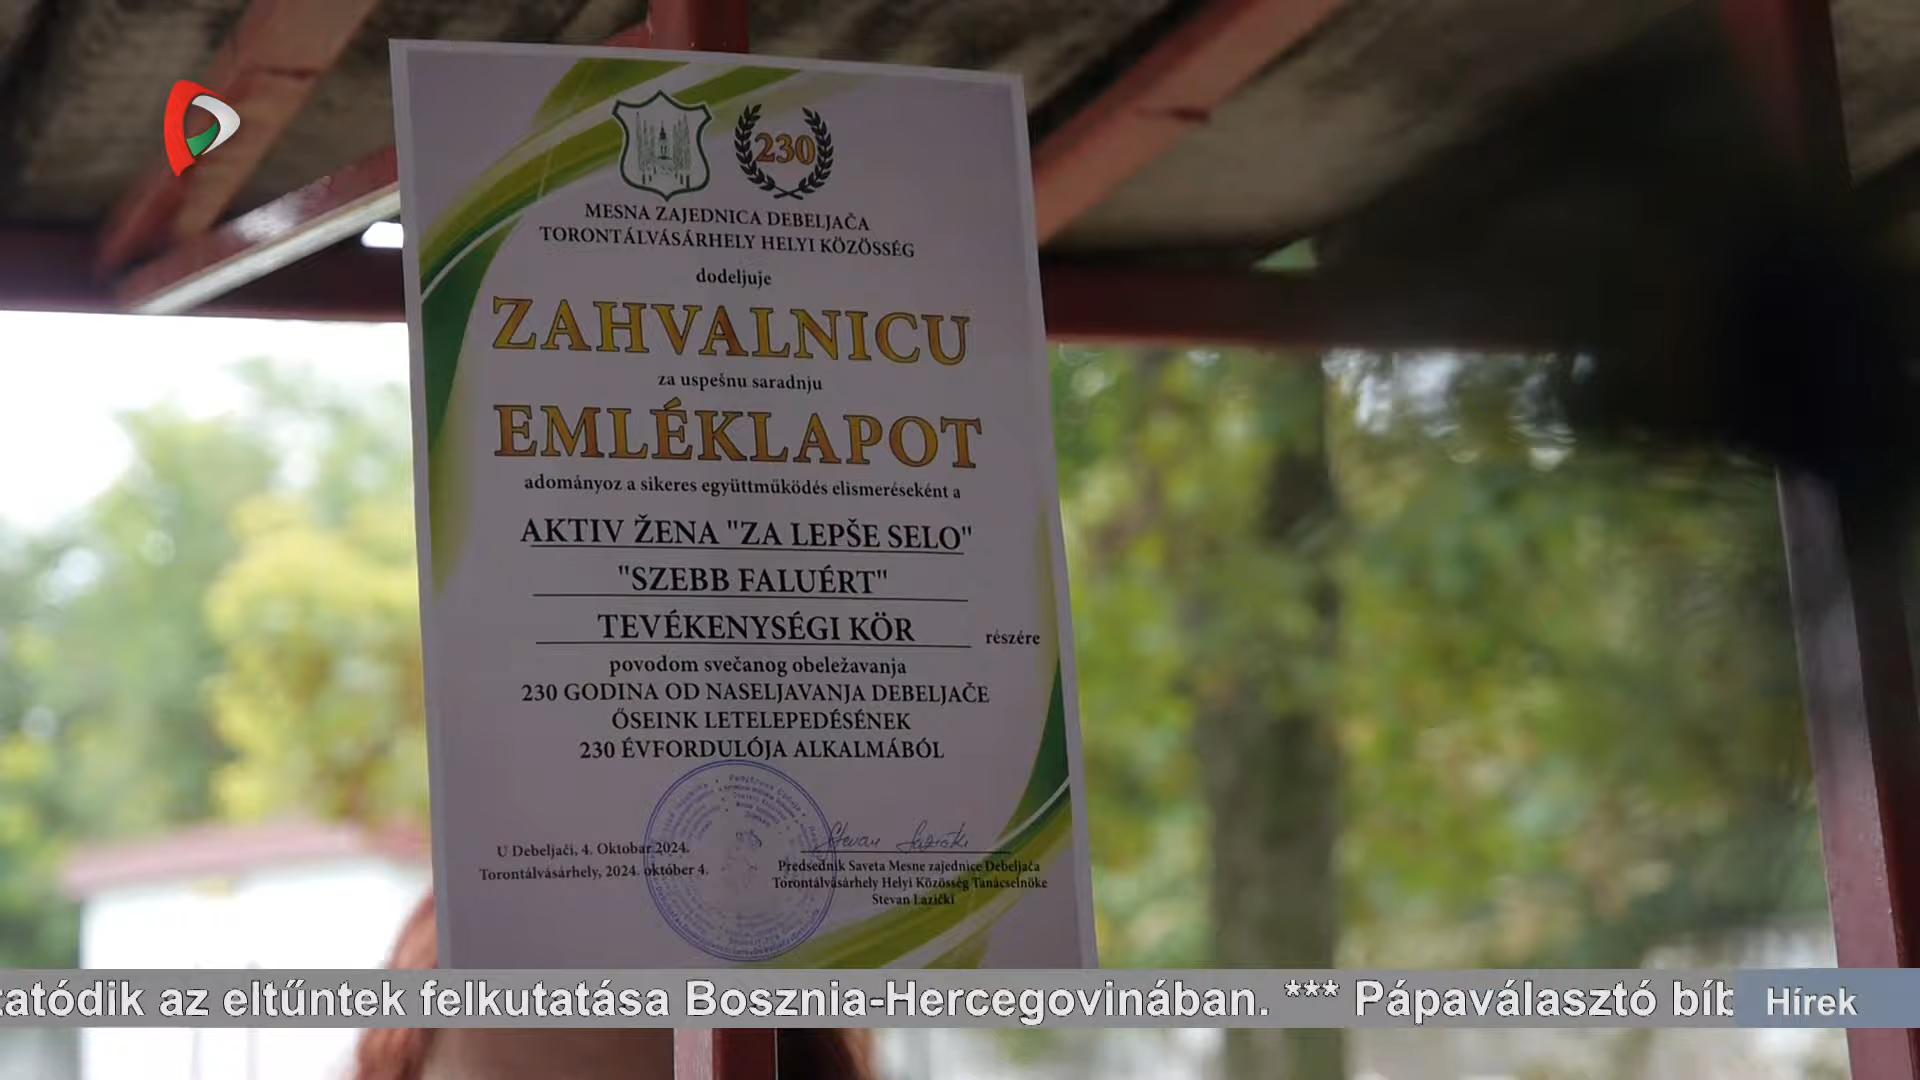 230
MESNA ZAJEDNICA DEBELJAČA
TORONTÁLVÁSÁRHELY HELYI KÖZÖSSÉG
dodeljuje
ZAHVALNICU
za uspešnu saradnju
EMLÉKLAPOT
adományoz a sikeres együttműködés elismeréseként a
AKTIV ŽENA "ZA LEPŠE SELO"
"SZEBB FALUÉRT"
TEVÉKENYSÉGI KÖR részére
povodom svečanog obeležavanja
230 GODINA OD NASELJAVANJA DEBELJAČE
ŐSEINK LETELEPEDÉSÉNEK
230 ÉVFORDULÓJA ALKALMÁBÓL
U Debeljači, 4. Oktobar 2024.
Torontálvásárhely, 2024. október 4.
Stevan Lazički
Predsednik Saveta Mesne zajednice Debeljača
Torontálvásárhely Helyi Közösség Tanácselnöke
Stevan Lazički
tatódik az eltűntek felkutatása Bosznia-Hercegovinában. *** Pápaválasztó bíb
Hírek